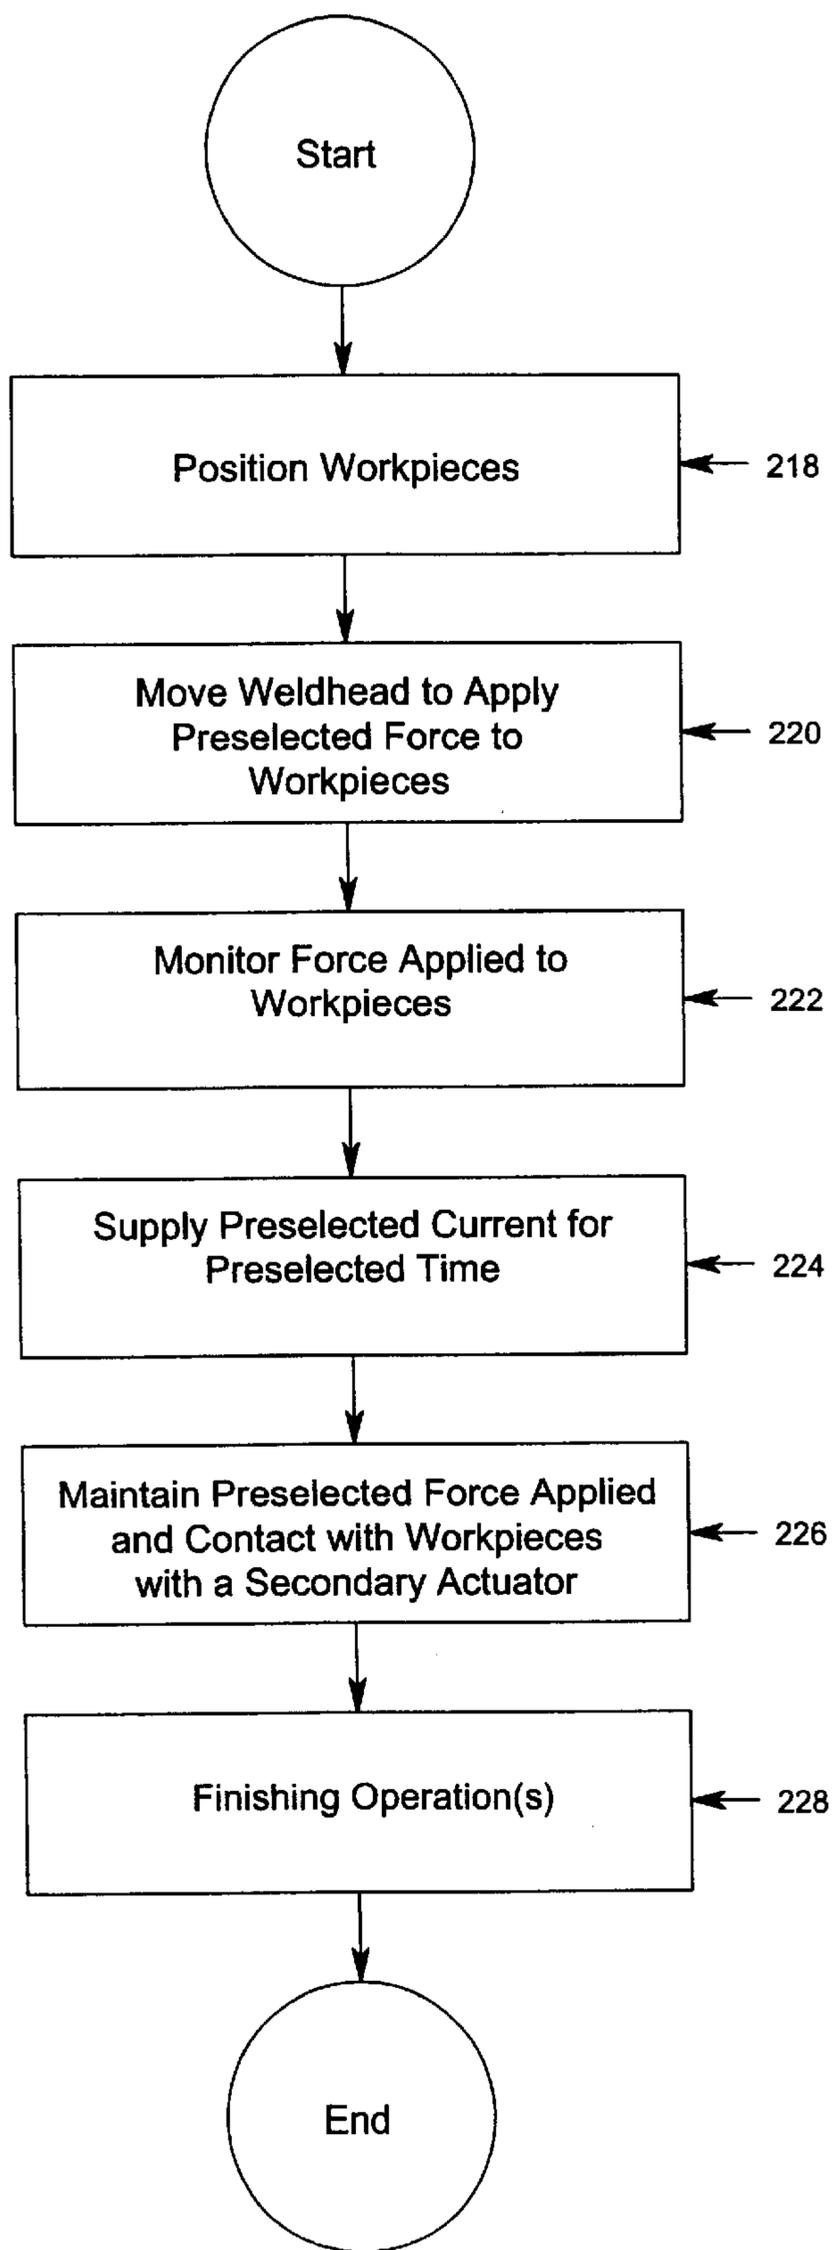 Start
Position Workpieces
218
Move Weldhead to Apply
Preselected Force to
Workpieces
220
Monitor Force Applied to
Workpieces
222
Supply Preselected Current for
Preselected Time
224
Maintain Preselected Force Applied
and Contact with Workpieces
with a Secondary Actuator
226
Finishing Operation(s)
228
End